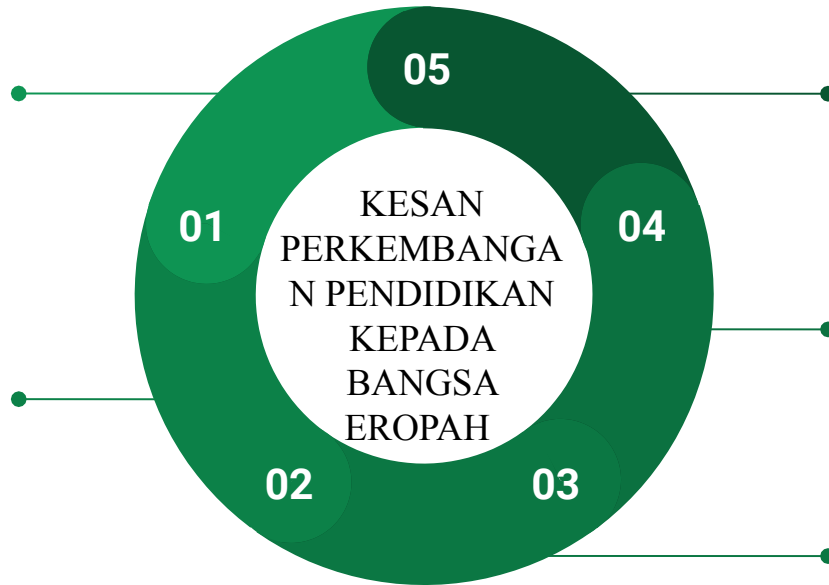 05
01
04
KESAN
PERKEMBANGA
N PENDIDIKAN
KEPADA
BANGSA
EROPAH
02
03